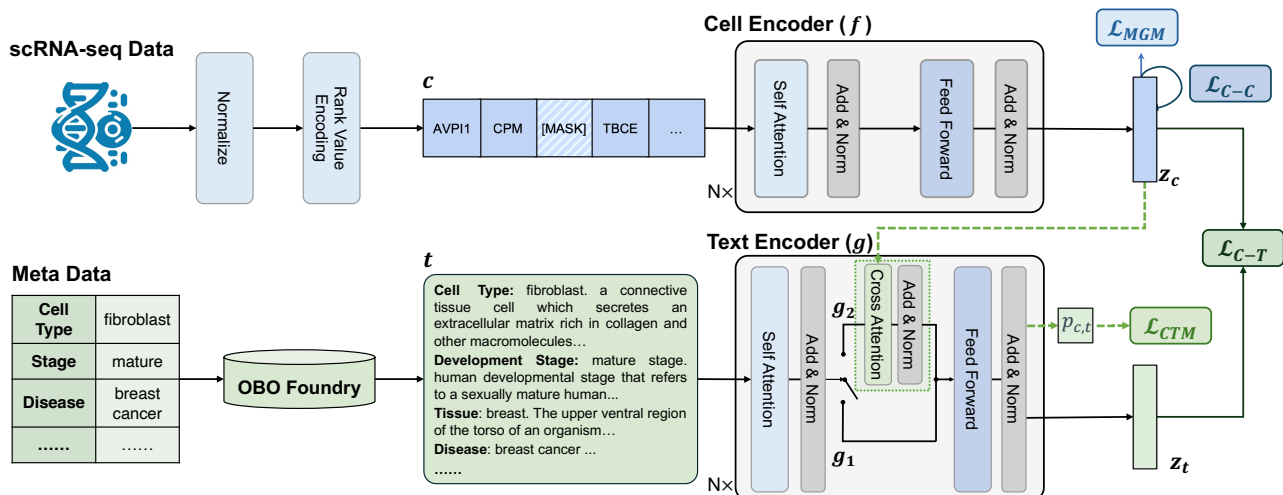 scRNA-seq Data
Normalize
Rank Value
Encoding
c
AVPI1
CPM
[MASK]
TBCE
...
Cell Encoder (f)
Self Attention
Add & Norm
Feed Forward
Add & Norm
N×
z_c
ℒ_MGM
ℒ_C−C
ℒ_C−T
Meta Data
Cell
Type
fibroblast
Stage
mature
Disease
breast
cancer
......
......
OBO Foundry
t
Cell Type: fibroblast. a connective
tissue cell which secretes an
extracellular matrix rich in collagen and
other macromolecules…
Development Stage: mature stage.
human developmental stage that refers
to a sexually mature human...
Tissue: breast. The upper ventral region
of the torso of an organism…
Disease: breast cancer ...
......
Text Encoder (g)
Self Attention
Add & Norm
g_2
Cross Attention
Add & Norm
g_1
Feed Forward
Add & Norm
N×
p_c,t
ℒ_CTM
z_t